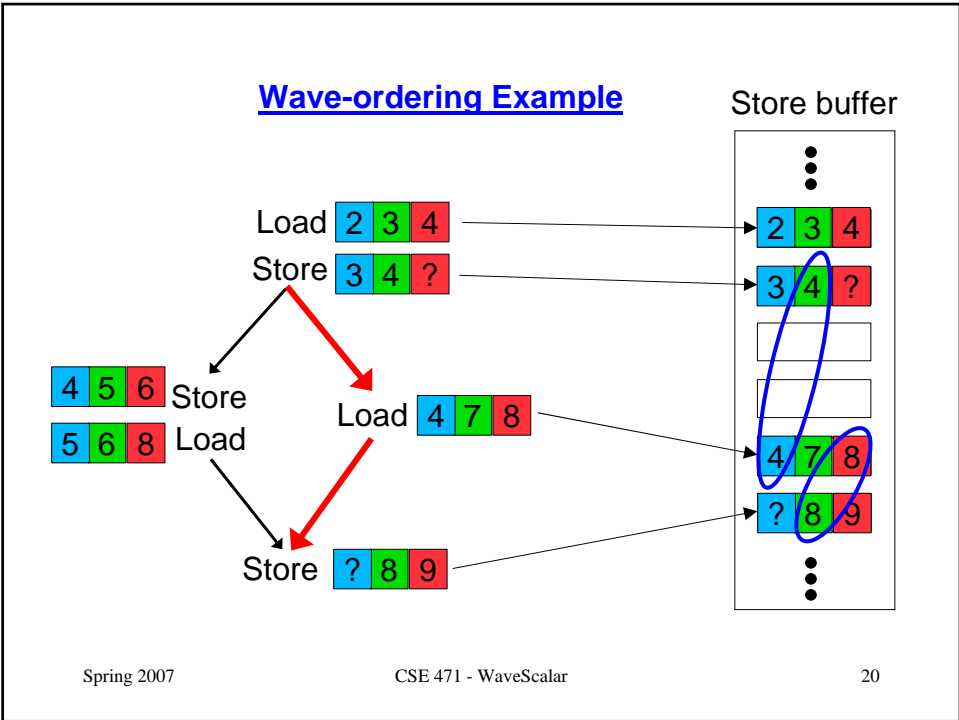 Wave-ordering Example
Store buffer
Load 2 3 4
2 3 4
Store 3 4 ?
3 4 ?
4 5 6 Store
Load 4 7 8
5 6 8 Load
4 7 8
? 8 9
Store ? 8 9
Spring 2007
CSE 471 - WaveScalar
20